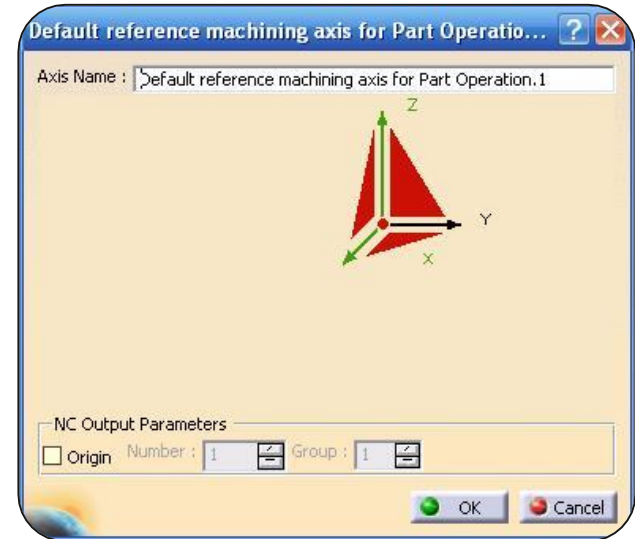 Default reference machining axis for Part Operatio... ?
Axis Name : Default reference machining axis for Part Operation.1
Z
Y
X
NC Output Parameters
Origin Number : 1 Group : 1
OK Cancel